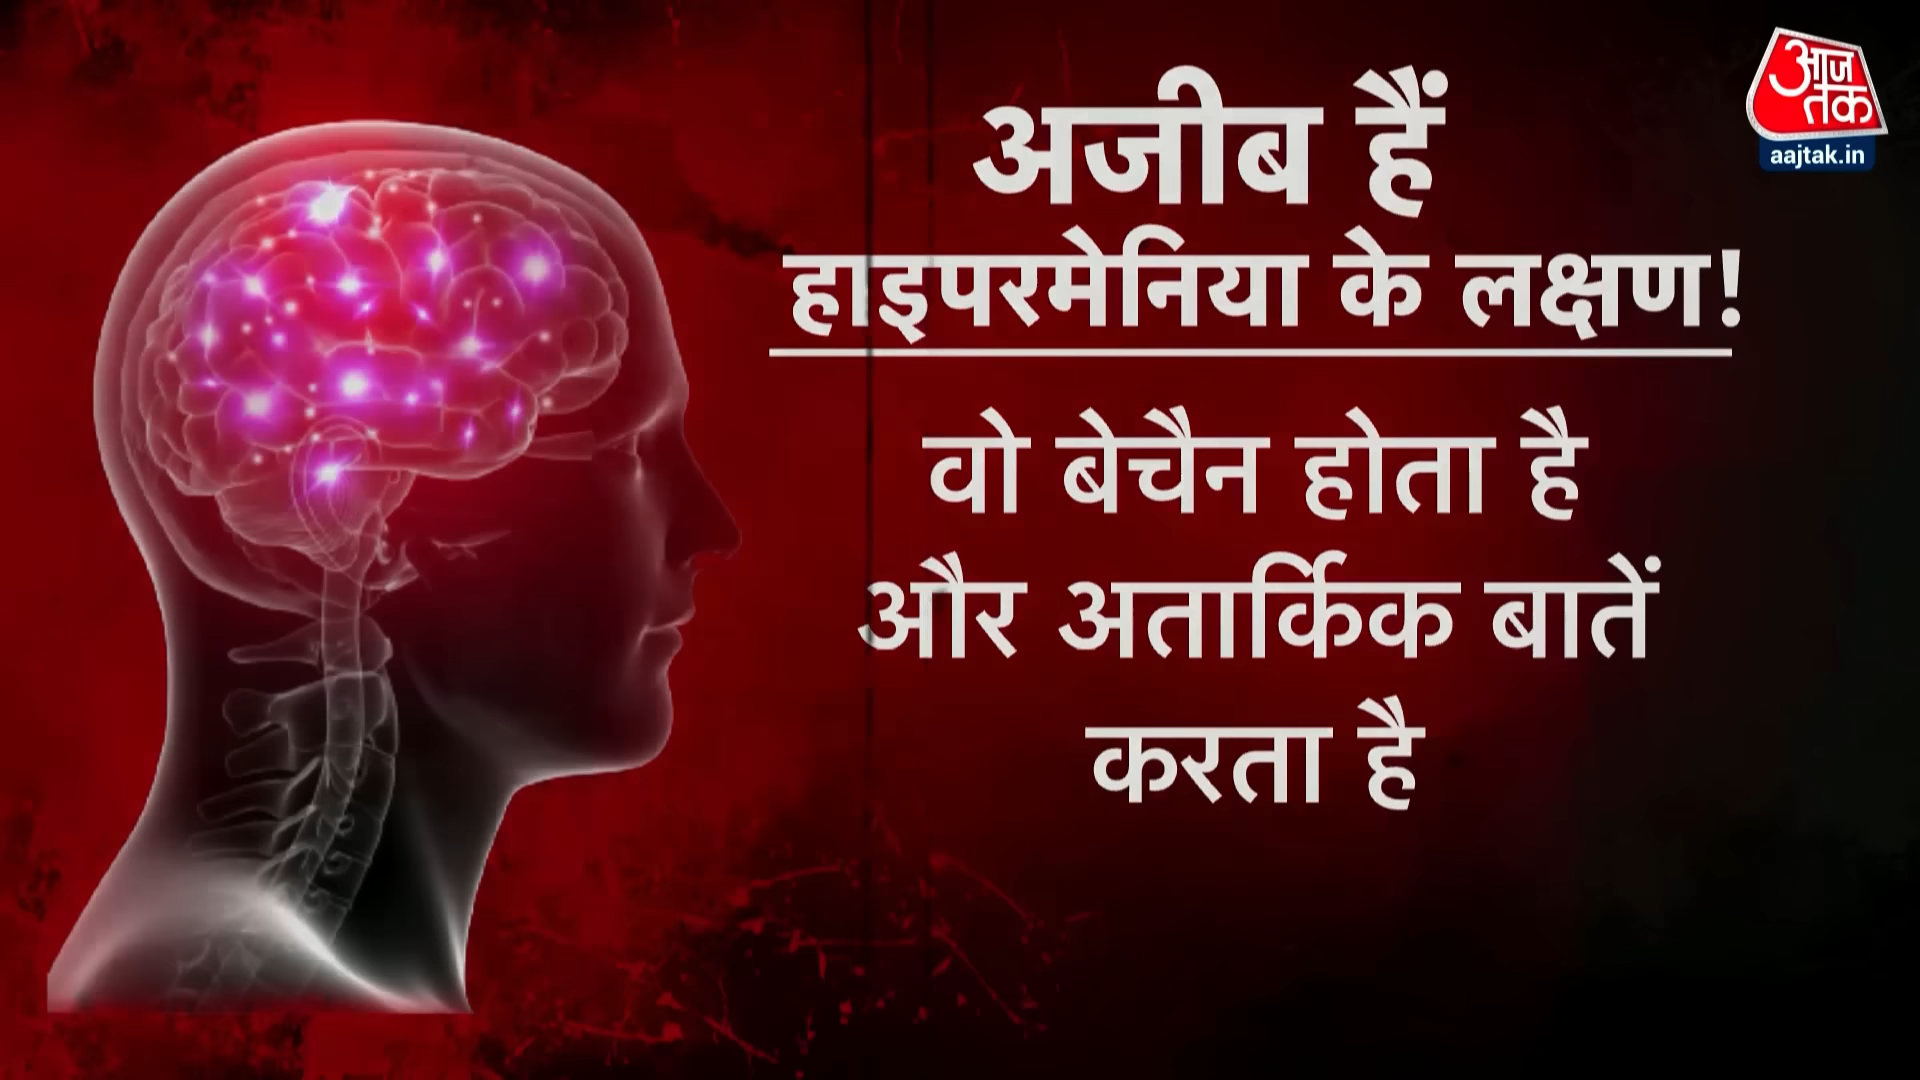 आज
तक
aajtak.in
अजीब हैं
हाइपरमेनिया के लक्षण!
वो बेचैन होता है
और अतार्किक बातें
करता है